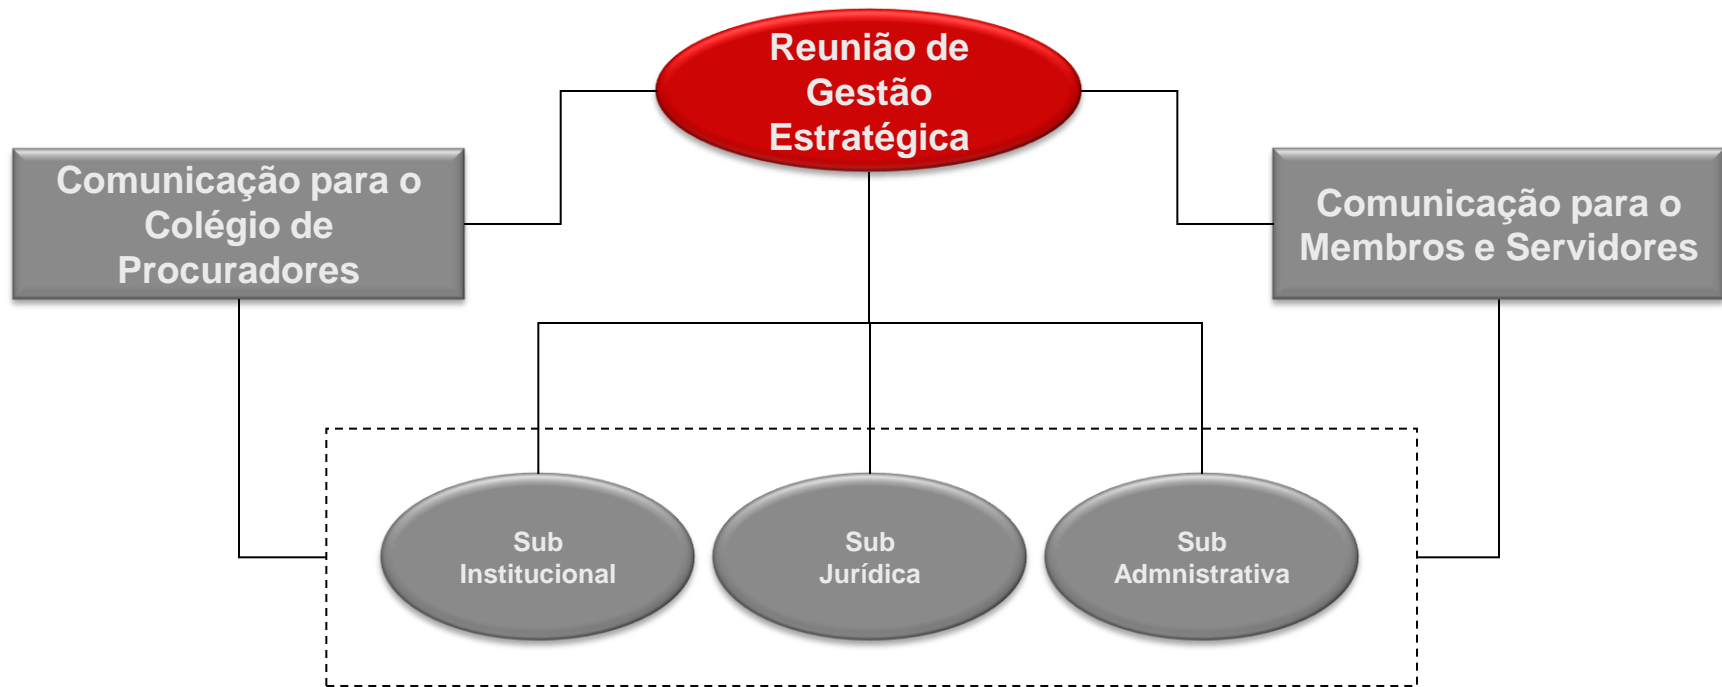 Reunião de
Gestão
Estratégica
Comunicação para o
Colégio de
Procuradores
Comunicação para o
Membros e Servidores
Sub
Institucional
Sub
Jurídica
Sub
Admnistrativa